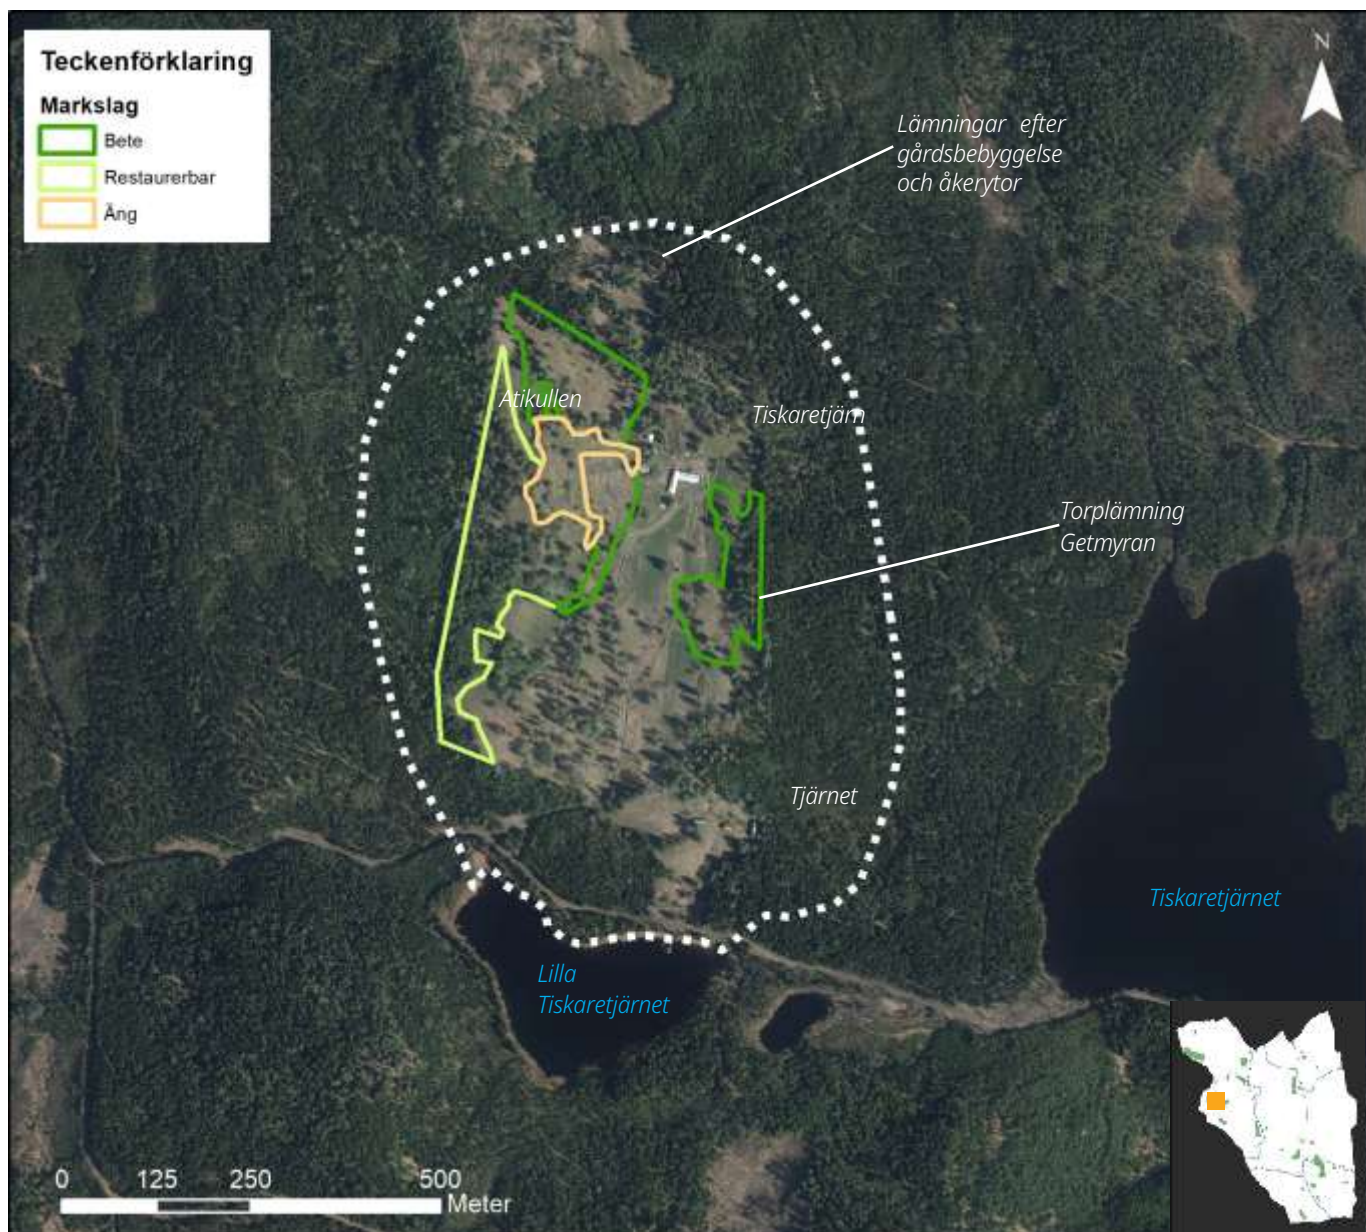 Teckenförklaring
Markslag
Bete
Restaurerbar
Äng
N
Lämningar efter
gårdsbebyggelse
och åkerytor
Atikullen
Tiskaretjärn
Torplämning
Getmyran
Tjärnet
Tiskaretjärnet
Lilla
Tiskaretjärnet
0 125 250 500
Meter